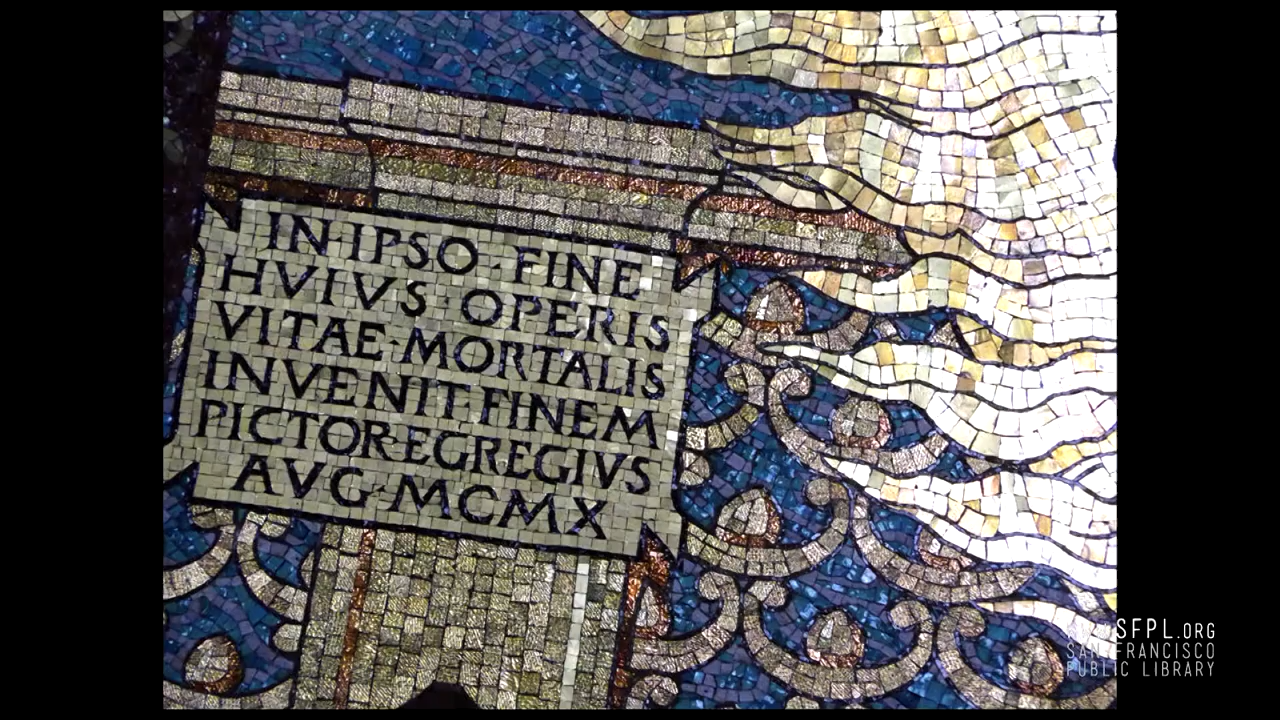 IN·IPSO·FINE
HVIVS·OPERIS
VITAE·MORTALIS
INVENIT·FINEM
PICTOR·EGREGIVS
AVG·MCMX
SFPL.ORG
SAN FRANCISCO
PUBLIC LIBRARY